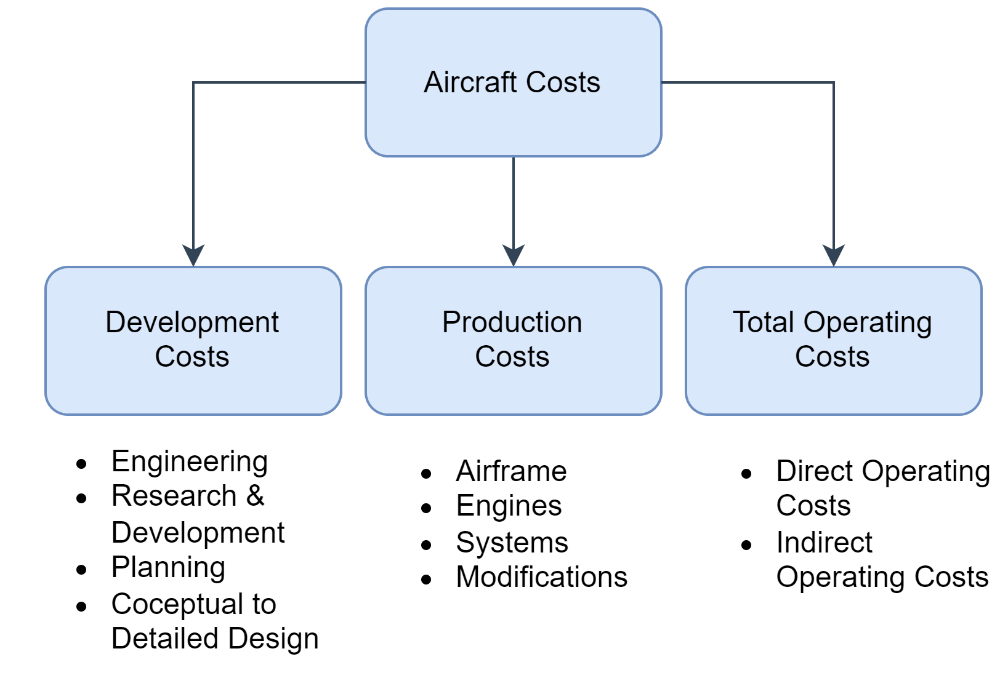 Aircraft Costs
Development
Costs
Production
Costs
Total Operating
Costs
Engineering
Research &
Development
Planning
Coceptual to
Detailed Design
Airframe
Engines
Systems
Modifications
Direct Operating
Costs
Indirect
Operating Costs